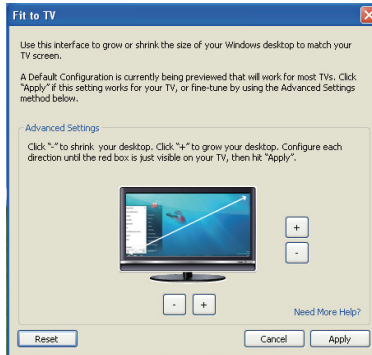 Fit to TV
Use this interface to grow or shrink the size of your Windows desktop to match your
TV screen.
A Default Configuration is currently being previewed that will work for most TVs. Click
"Apply" if this setting works for your TV, or fine-tune by using the Advanced Settings
method below.
Advanced Settings
Click "-" to shrink your desktop. Click "+" to grow your desktop. Configure each
direction until the red box is just visible on your TV, then hit "Apply".
+
-
- +
Need More Help?
Reset Cancel Apply